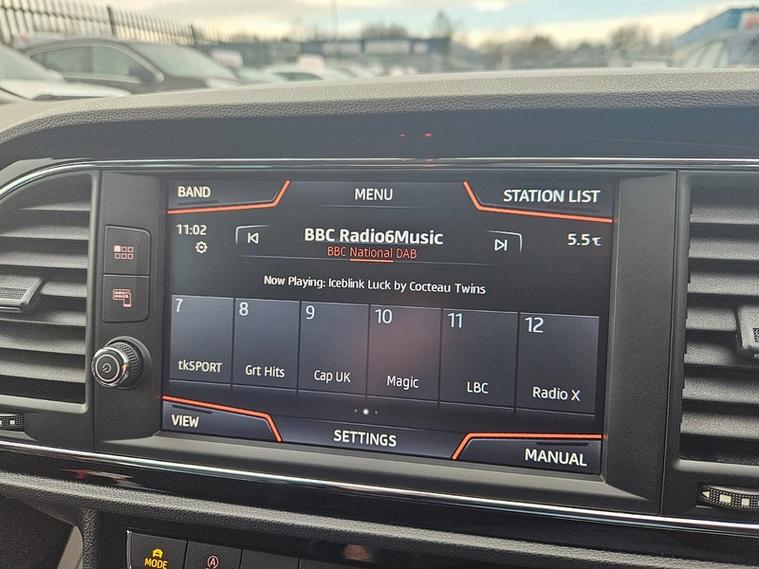 BAND
MENU
STATION LIST
11:02
BBC Radio6Music
5.5°C
BBC National DAB
Now Playing: Iceblink Luck by Cocteau Twins
7
8
9
10
11
12
tkSPORT
Grt Hits
Cap UK
Magic
LBC
Radio X
VIEW
SETTINGS
MANUAL
MODE
A